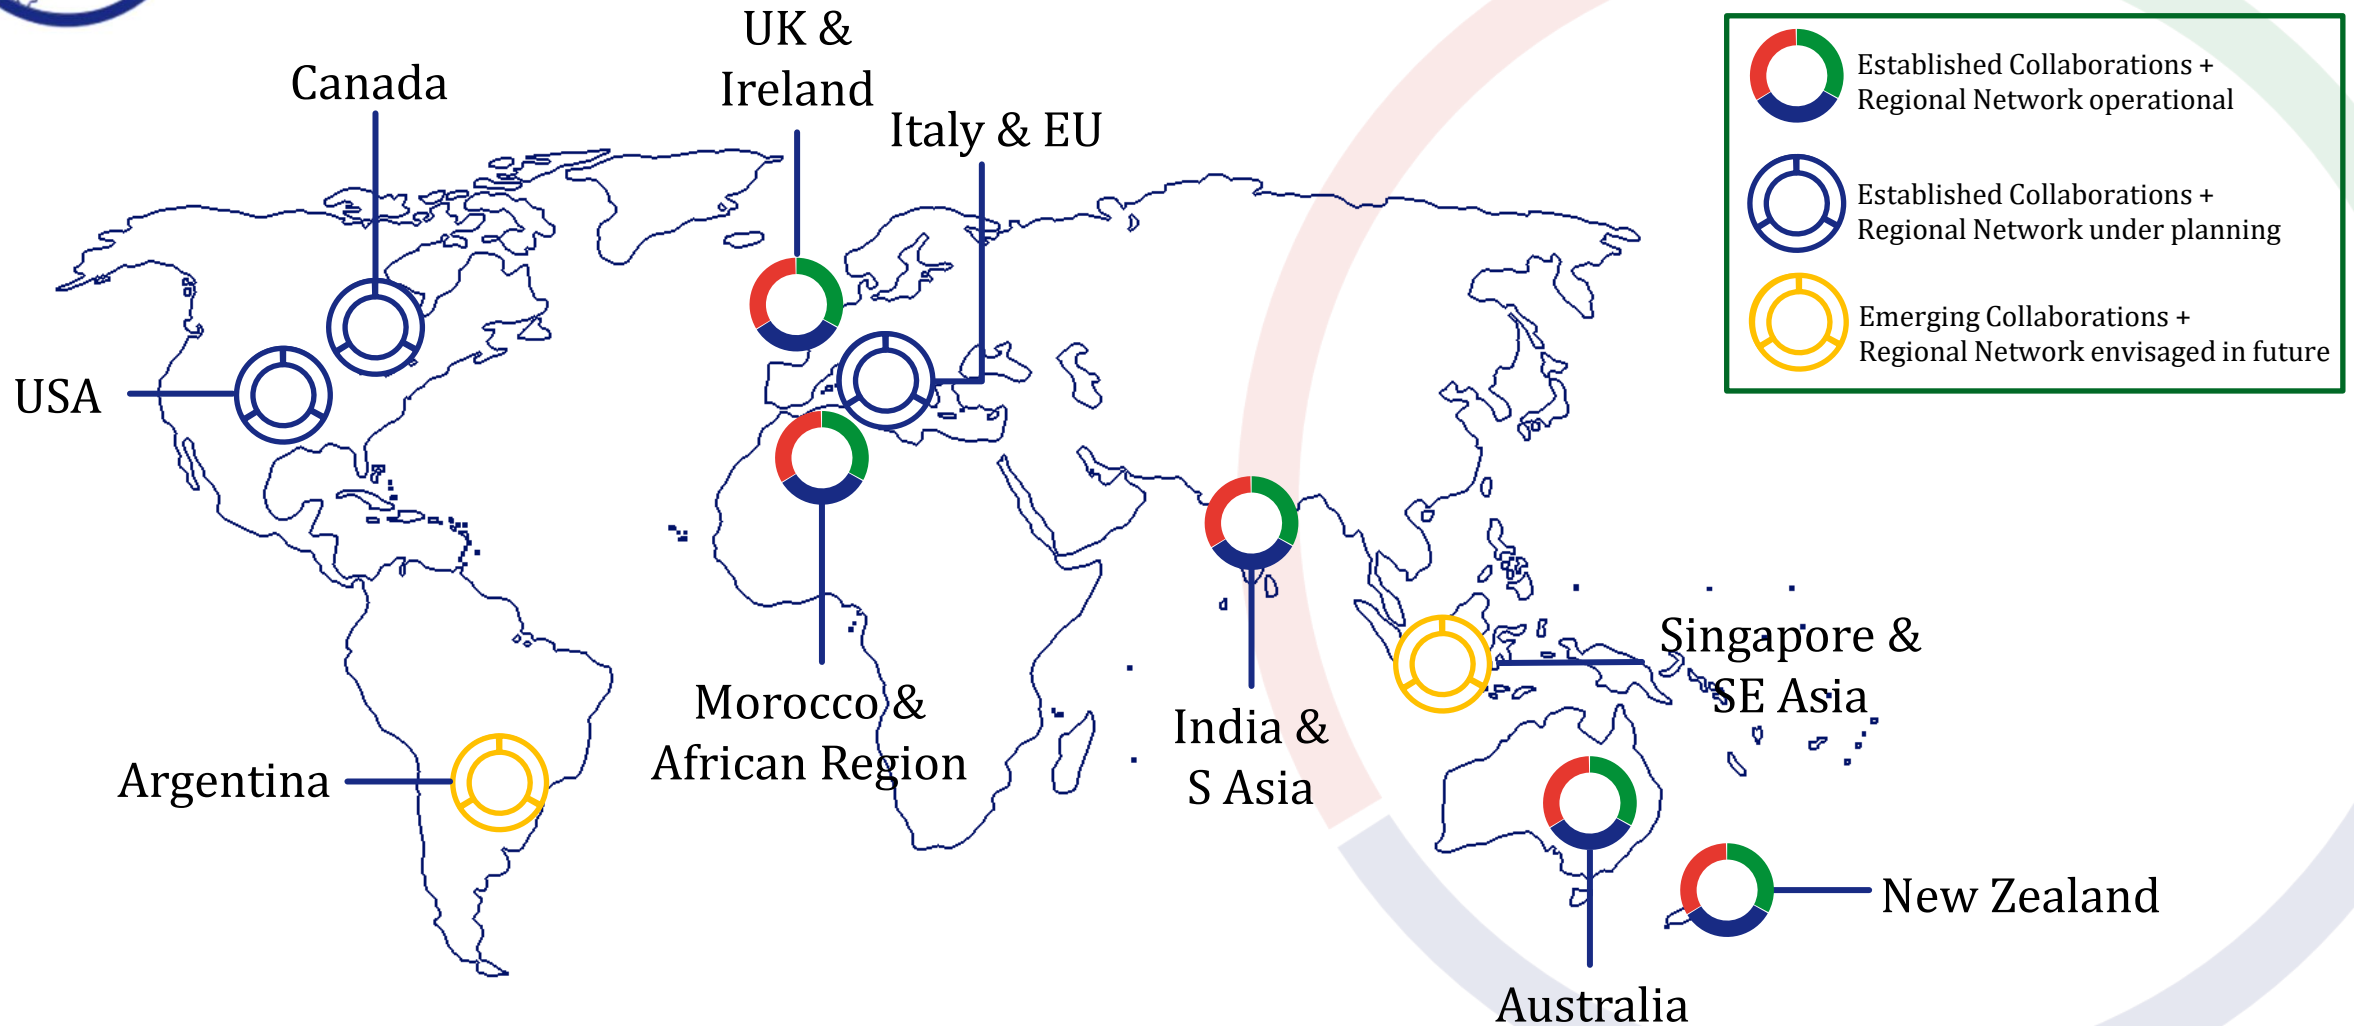 UK &
Ireland
Canada
Italy & EU
USA
Morocco &
African Region
Argentina
India &
S Asia
Singapore &
SE Asia
New Zealand
Australia
Established Collaborations +
Regional Network operational
Established Collaborations +
Regional Network under planning
Emerging Collaborations +
Regional Network envisaged in future